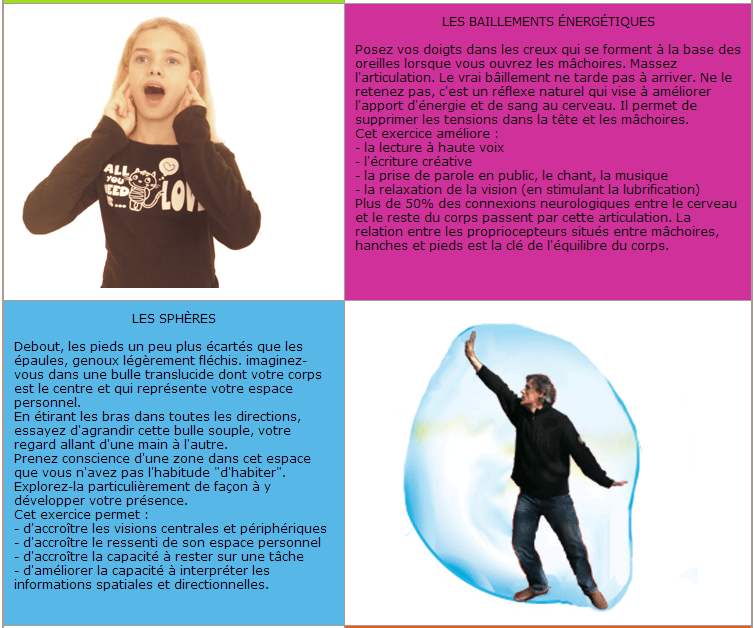 LES BAILLEMENTS ÉNERGÉTIQUES
Posez vos doigts dans les creux qui se forment à la base des
oreilles lorsque vous ouvrez les mâchoires. Massez
l'articulation. Le vrai bâillement ne tarde pas à arriver. Ne le
retenez pas, c'est un réflexe naturel qui vise à améliorer
l'apport d'énergie et de sang au cerveau. Il permet de
supprimer les tensions dans la tête et les mâchoires.
Cet exercice améliore :
- la lecture à haute voix
- l'écriture créative
- la prise de parole en public, le chant, la musique
- la relaxation de la vision (en stimulant la lubrification)
Plus de 50% des connexions neurologiques entre le cerveau
et le reste du corps passent par cette articulation. La
relation entre les propriocepteurs situés entre mâchoires,
hanches et pieds est la clé de l'équilibre du corps.
ALL
YOU
NEED
IS...
LOVE
LES SPHÈRES
Debout, les pieds un peu plus écartés que les
épaules, genoux légèrement fléchis. imaginez-
vous dans une bulle translucide dont votre corps
est le centre et qui représente votre espace
personnel.
En étirant les bras dans toutes les directions,
essayez d'agrandir cette bulle souple, votre
regard allant d'une main à l'autre.
Prenez conscience d'une zone dans cet espace
que vous n'avez pas l'habitude "d'habiter".
Explorez-la particulièrement de façon à y
développer votre présence.
Cet exercice permet :
- d'accroître les visions centrales et périphériques
- d'accroître le ressenti de son espace personnel
- d'accroître la capacité à rester sur une tâche
- d'améliorer la capacité à interpréter les
informations spatiales et directionnelles.